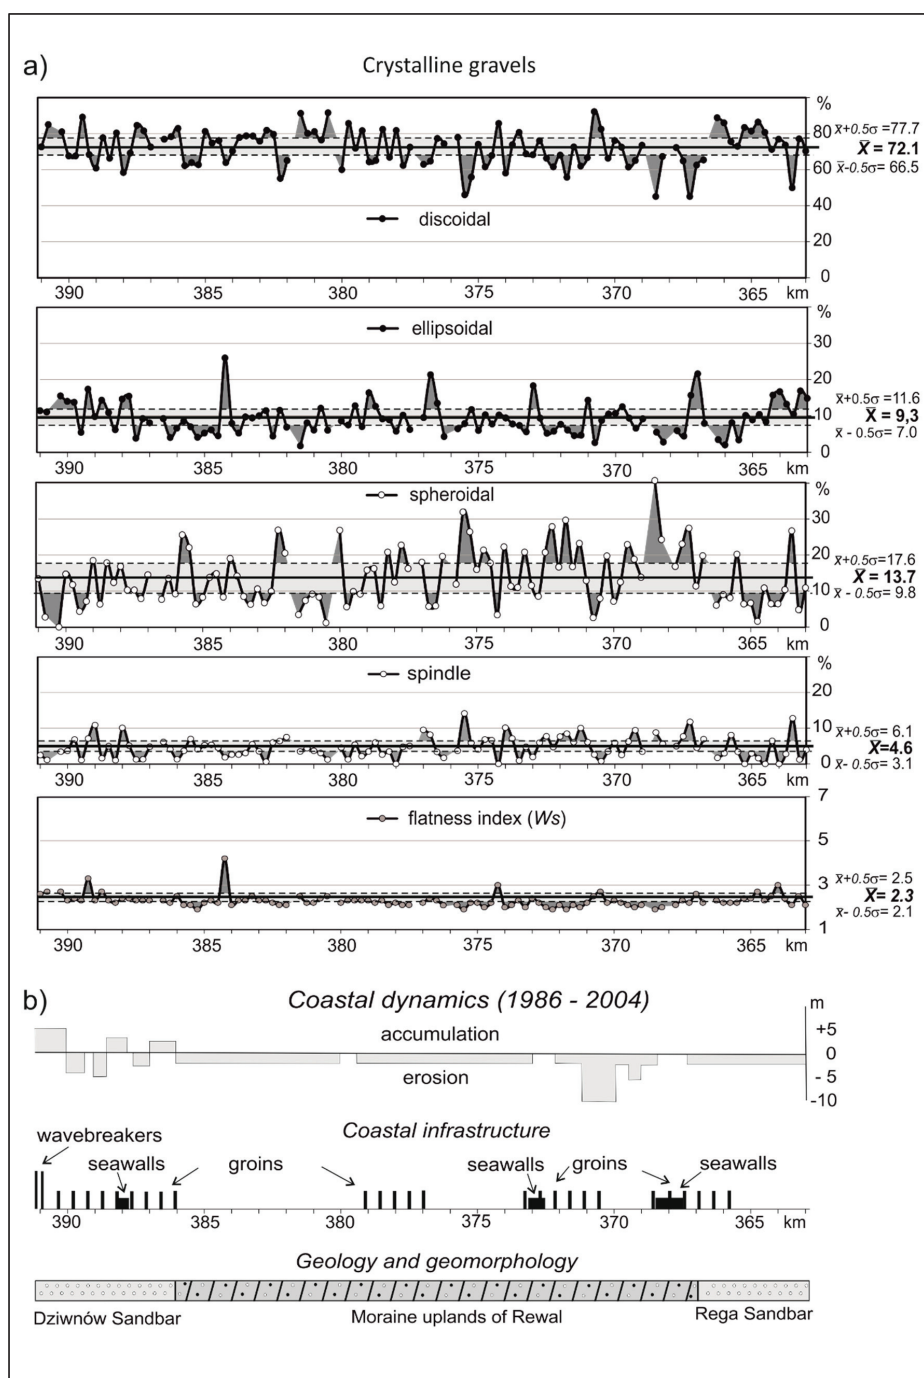 a)
Crystalline gravels
%
80
60
40
20
0
x̄+0.5σ=77.7
X̄ = 72.1
x̄-0.5σ= 66.5
discoidal
390 385 380 375 370 365 km
%
30
20
10
0
ellipsoidal
x̄+0.5σ =11.6
X̄ = 9,3
x̄ - 0.5σ= 7.0
390 385 380 375 370 365 km
%
30
20
10
0
spheroidal
x̄+0.5σ=17.6
X̄ = 13.7
x̄ - 0.5σ= 9.8
390 385 380 375 370 365 km
%
20
10
0
spindle
x̄+0.5σ= 6.1
X̄=4.6
x̄- 0.5σ= 3.1
390 385 380 375 370 365 km
7
5
3
1
flatness index (Ws)
x̄+0.5σ= 2.5
X̄= 2.3
x̄- 0.5σ= 2.1
390 385 380 375 370 365 km
b)
Coastal dynamics (1986 - 2004)
m
accumulation
+5
0
erosion
- 5
-10
Coastal infrastructure
wavebreakers
seawalls groins seawalls groins seawalls
390 385 380 375 370 365 km
Geology and geomorphology
Dziwnów Sandbar Moraine uplands of Rewal Rega Sandbar